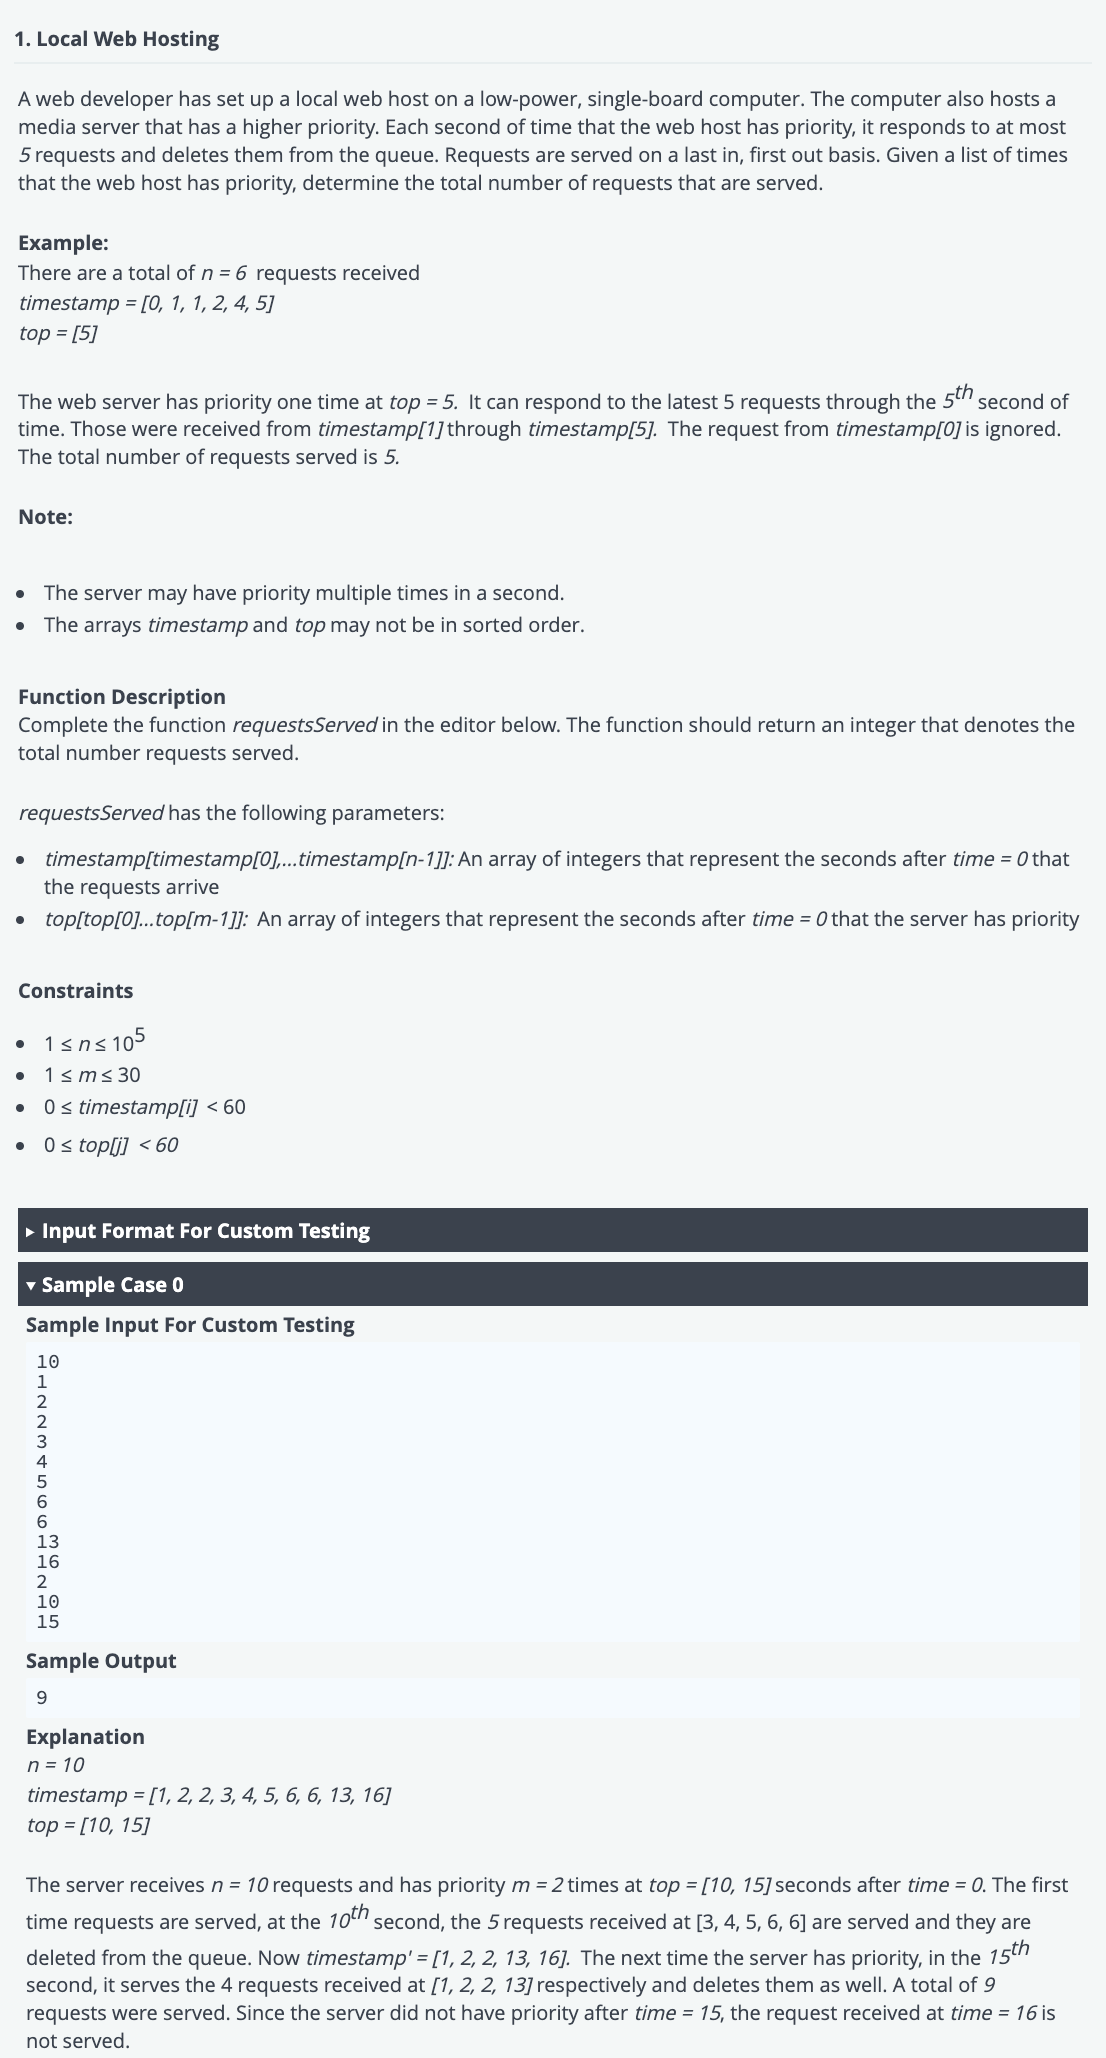 1. Local Web Hosting
A web developer has set up a local web host on a low-power, single-board computer. The computer also hosts a
media server that has a higher priority. Each second of time that the web host has priority, it responds to at most
5 requests and deletes them from the queue. Requests are served on a last in, first out basis. Given a list of times
that the web host has priority, determine the total number of requests that are served.
Example:
There are a total of n = 6 requests received
timestamp = [0, 1, 1, 2, 4, 5]
top = [5]
The web server has priority one time at top = 5. It can respond to the latest 5 requests through the 5th second of
time. Those were received from timestamp[1] through timestamp[5]. The request from timestamp[0] is ignored.
The total number of requests served is 5.
Note:
• The server may have priority multiple times in a second.
• The arrays timestamp and top may not be in sorted order.
Function Description
Complete the function requestsServed in the editor below. The function should return an integer that denotes the
total number requests served.
requestsServed has the following parameters:
• timestamp[timestamp[0],...timestamp[n-1]]: An array of integers that represent the seconds after time = 0 that
the requests arrive
• top[top[0]...top[m-1]]: An array of integers that represent the seconds after time = 0 that the server has priority
Constraints
• 1 ≤ n ≤ 10^5
• 1 ≤ m ≤ 30
• 0 ≤ timestamp[i] < 60
• 0 ≤ top[j] < 60
▸ Input Format For Custom Testing
▾ Sample Case 0
Sample Input For Custom Testing
10
1
2
2
3
4
5
6
6
13
16
2
10
15
Sample Output
9
Explanation
n = 10
timestamp = [1, 2, 2, 3, 4, 5, 6, 6, 13, 16]
top = [10, 15]
The server receives n = 10 requests and has priority m = 2 times at top = [10, 15] seconds after time = 0. The first
time requests are served, at the 10th second, the 5 requests received at [3, 4, 5, 6, 6] are served and they are
deleted from the queue. Now timestamp' = [1, 2, 2, 13, 16]. The next time the server has priority, in the 15th
second, it serves the 4 requests received at [1, 2, 2, 13] respectively and deletes them as well. A total of 9
requests were served. Since the server did not have priority after time = 15, the request received at time = 16 is
not served.